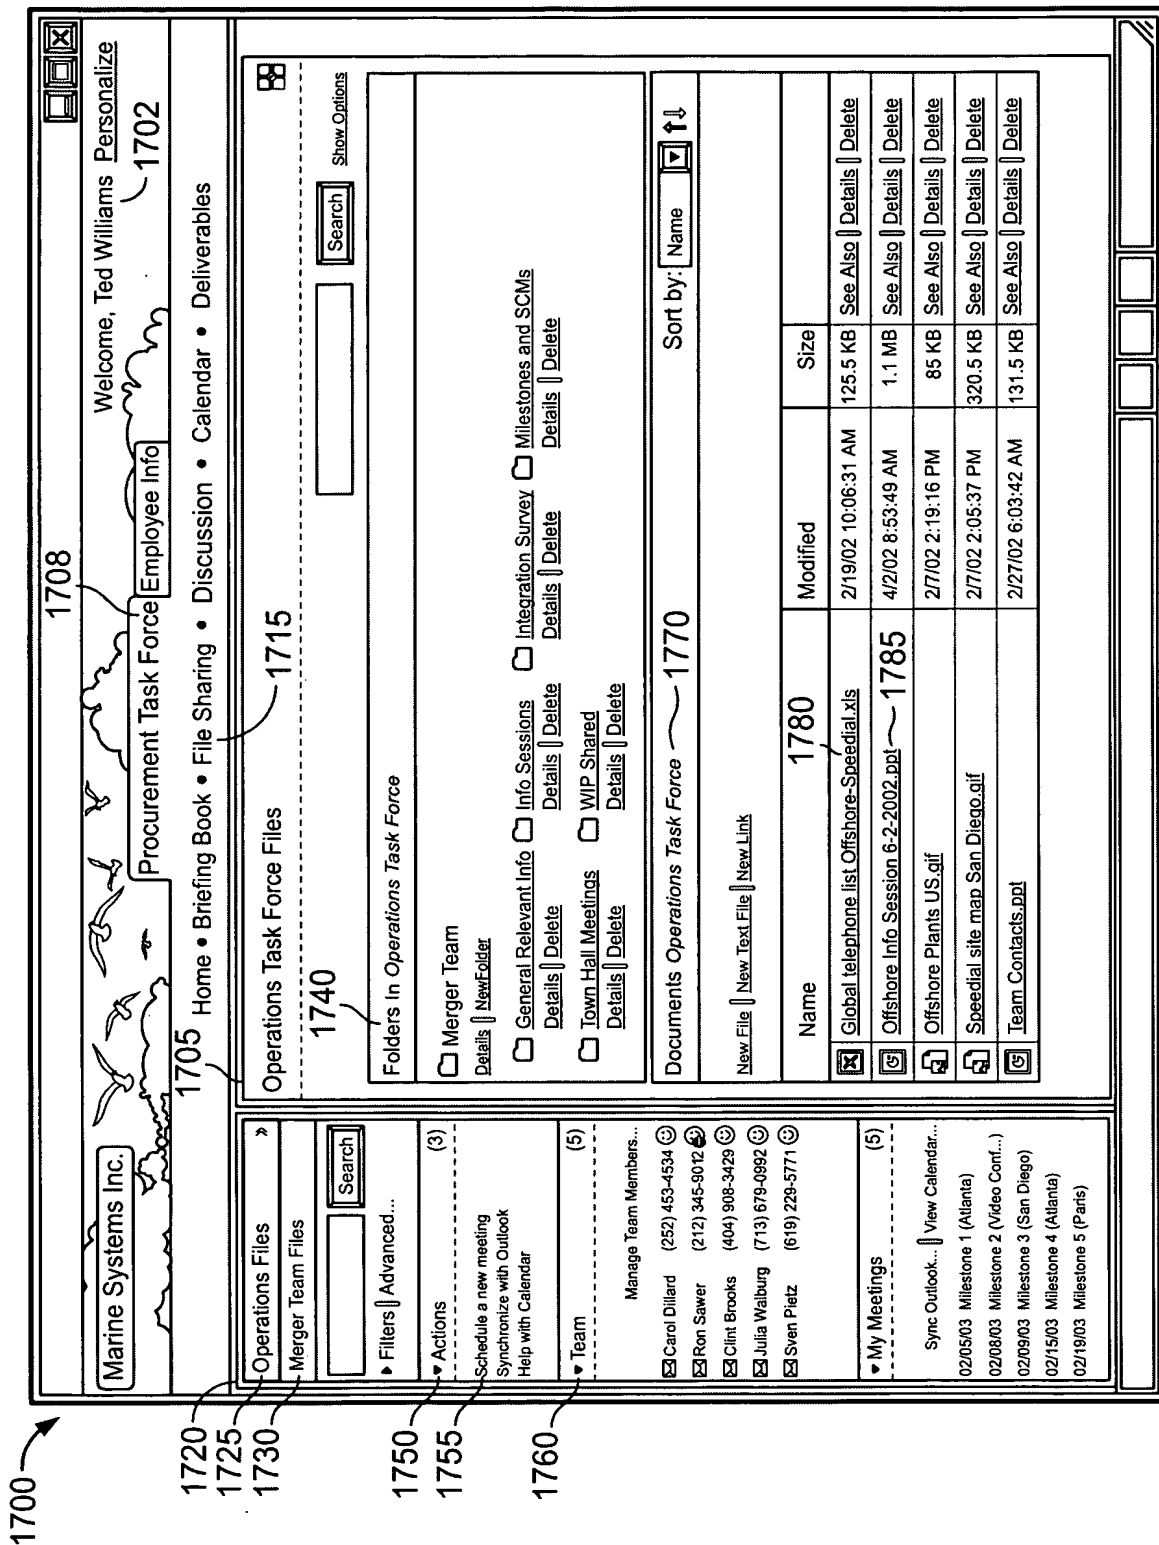 1700
Marine Systems Inc.
Welcome, Ted Williams Personalize
1702
1708
Procurement Task Force
Employee Info
1705
Home • Briefing Book • File Sharing • Discussion • Calendar • Deliverables
1715
1720
1725
1730
Operations Files »
Merger Team Files
Search
Filters Advanced...
1750
Actions (3)
1755
Schedule a new meeting
Synchronize with Outlook
Help with Calendar
1760
Team (5)
Manage Team Members...
Carol Dillard (252) 453-4534
Ron Sawer (212) 345-9012
Clint Brooks (404) 908-3429
Julia Walburg (713) 679-0992
Sven Pietz (619) 229-5771
My Meetings (5)
Sync Outlook... View Calendar...
02/05/03 Milestone 1 (Atlanta)
02/08/03 Milestone 2 (Video Conf...)
02/09/03 Milestone 3 (San Diego)
02/15/03 Milestone 4 (Atlanta)
02/19/03 Milestone 5 (Paris)
Operations Task Force Files
Search Show Options
1740
Folders In Operations Task Force
Merger Team
Details NewFolder
General Relevant Info Info Sessions Integration Survey Milestones and SCMs
Details Delete Details Delete Details Delete Details Delete
Town Hall Meetings WIP Shared
Details Delete Details Delete
Documents Operations Task Force 1770 Sort by: Name
New File New Text File New Link
1780
Name Modified Size
Global telephone list Offshore-Speedial.xls 2/19/02 10:06:31 AM 125.5 KB See Also Details Delete
Offshore Info Session 6-2-2002.ppt 1785 4/2/02 8:53:49 AM 1.1 MB See Also Details Delete
Offshore Plants US.gif 2/7/02 2:19:16 PM 85 KB See Also Details Delete
Speedial site map San Diego.gif 2/7/02 2:05:37 PM 320.5 KB See Also Details Delete
Team Contacts.ppt 2/27/02 6:03:42 AM 131.5 KB See Also Details Delete